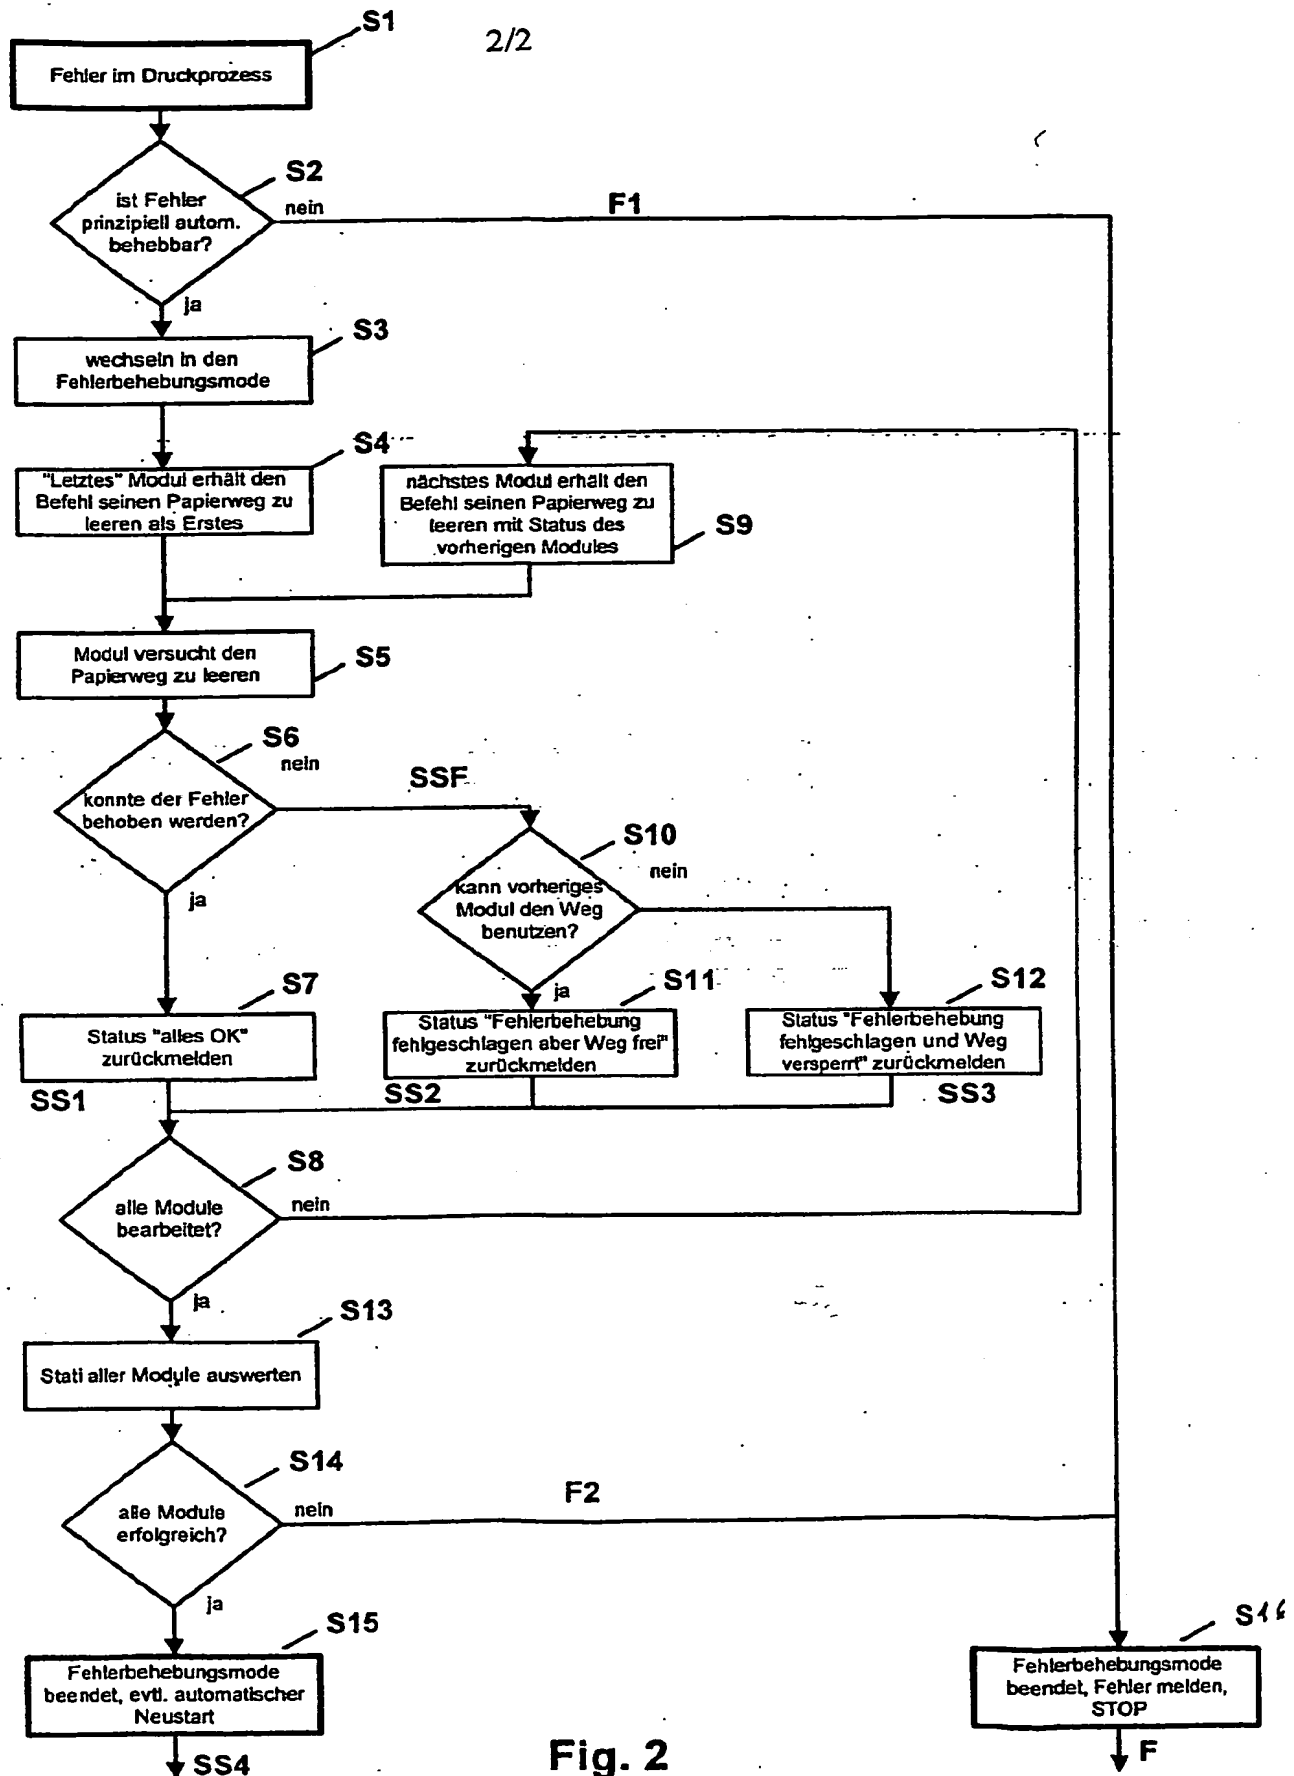 S1
2/2
Fehler im Druckprozess
S2
ist Fehler
prinzipiell autom.
behebbar?
nein
F1
ja
S3
wechseln in den
Fehlerbehebungsmode
S4
"Letztes" Modul erhält den
Befehl seinen Papierweg zu
leeren als Erstes
nächstes Modul erhält den
Befehl seinen Papierweg zu
leeren mit Status des
vorherigen Modules
S9
Modul versucht den
Papierweg zu leeren
S5
S6
nein
SSF
konnte der Fehler
behoben werden?
ja
S10
nein
kann vorheriges
Modul den Weg
benutzen?
ja
S7
S11
S12
Status "alles OK"
zurückmelden
Status "Fehlerbehebung
fehlgeschlagen aber Weg frei"
zurückmelden
Status "Fehlerbehebung
fehlgeschlagen und Weg
versperrt" zurückmelden
SS1
SS2
SS3
S8
alle Module
bearbeitet?
nein
ja
S13
Stati aller Module auswerten
S14
alle Module
erfolgreich?
nein
F2
ja
S15
Fehlerbehebungsmode
beendet, evtl. automatischer
Neustart
S16
Fehlerbehebungsmode
beendet, Fehler melden,
STOP
SS4
Fig. 2
F